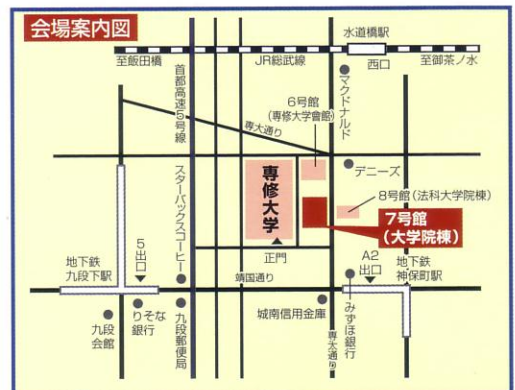 会場案内図
水道橋駅
至飯田橋
JR総武線
西口
至御茶ノ水
首都高速5号線
マクドナルド
6号館
(専修大学會館)
専大通り
デニーズ
スターバックスコーヒー
専修大学
8号館(法科大学院棟)
7号館
(大学院棟)
正門
地下鉄
九段下駅
5
出口
靖国通り
A2
出口
地下鉄
神保町駅
九段
会館
りそな
銀行
九段郵便局
城南信用金庫
専大通り
みずほ銀行